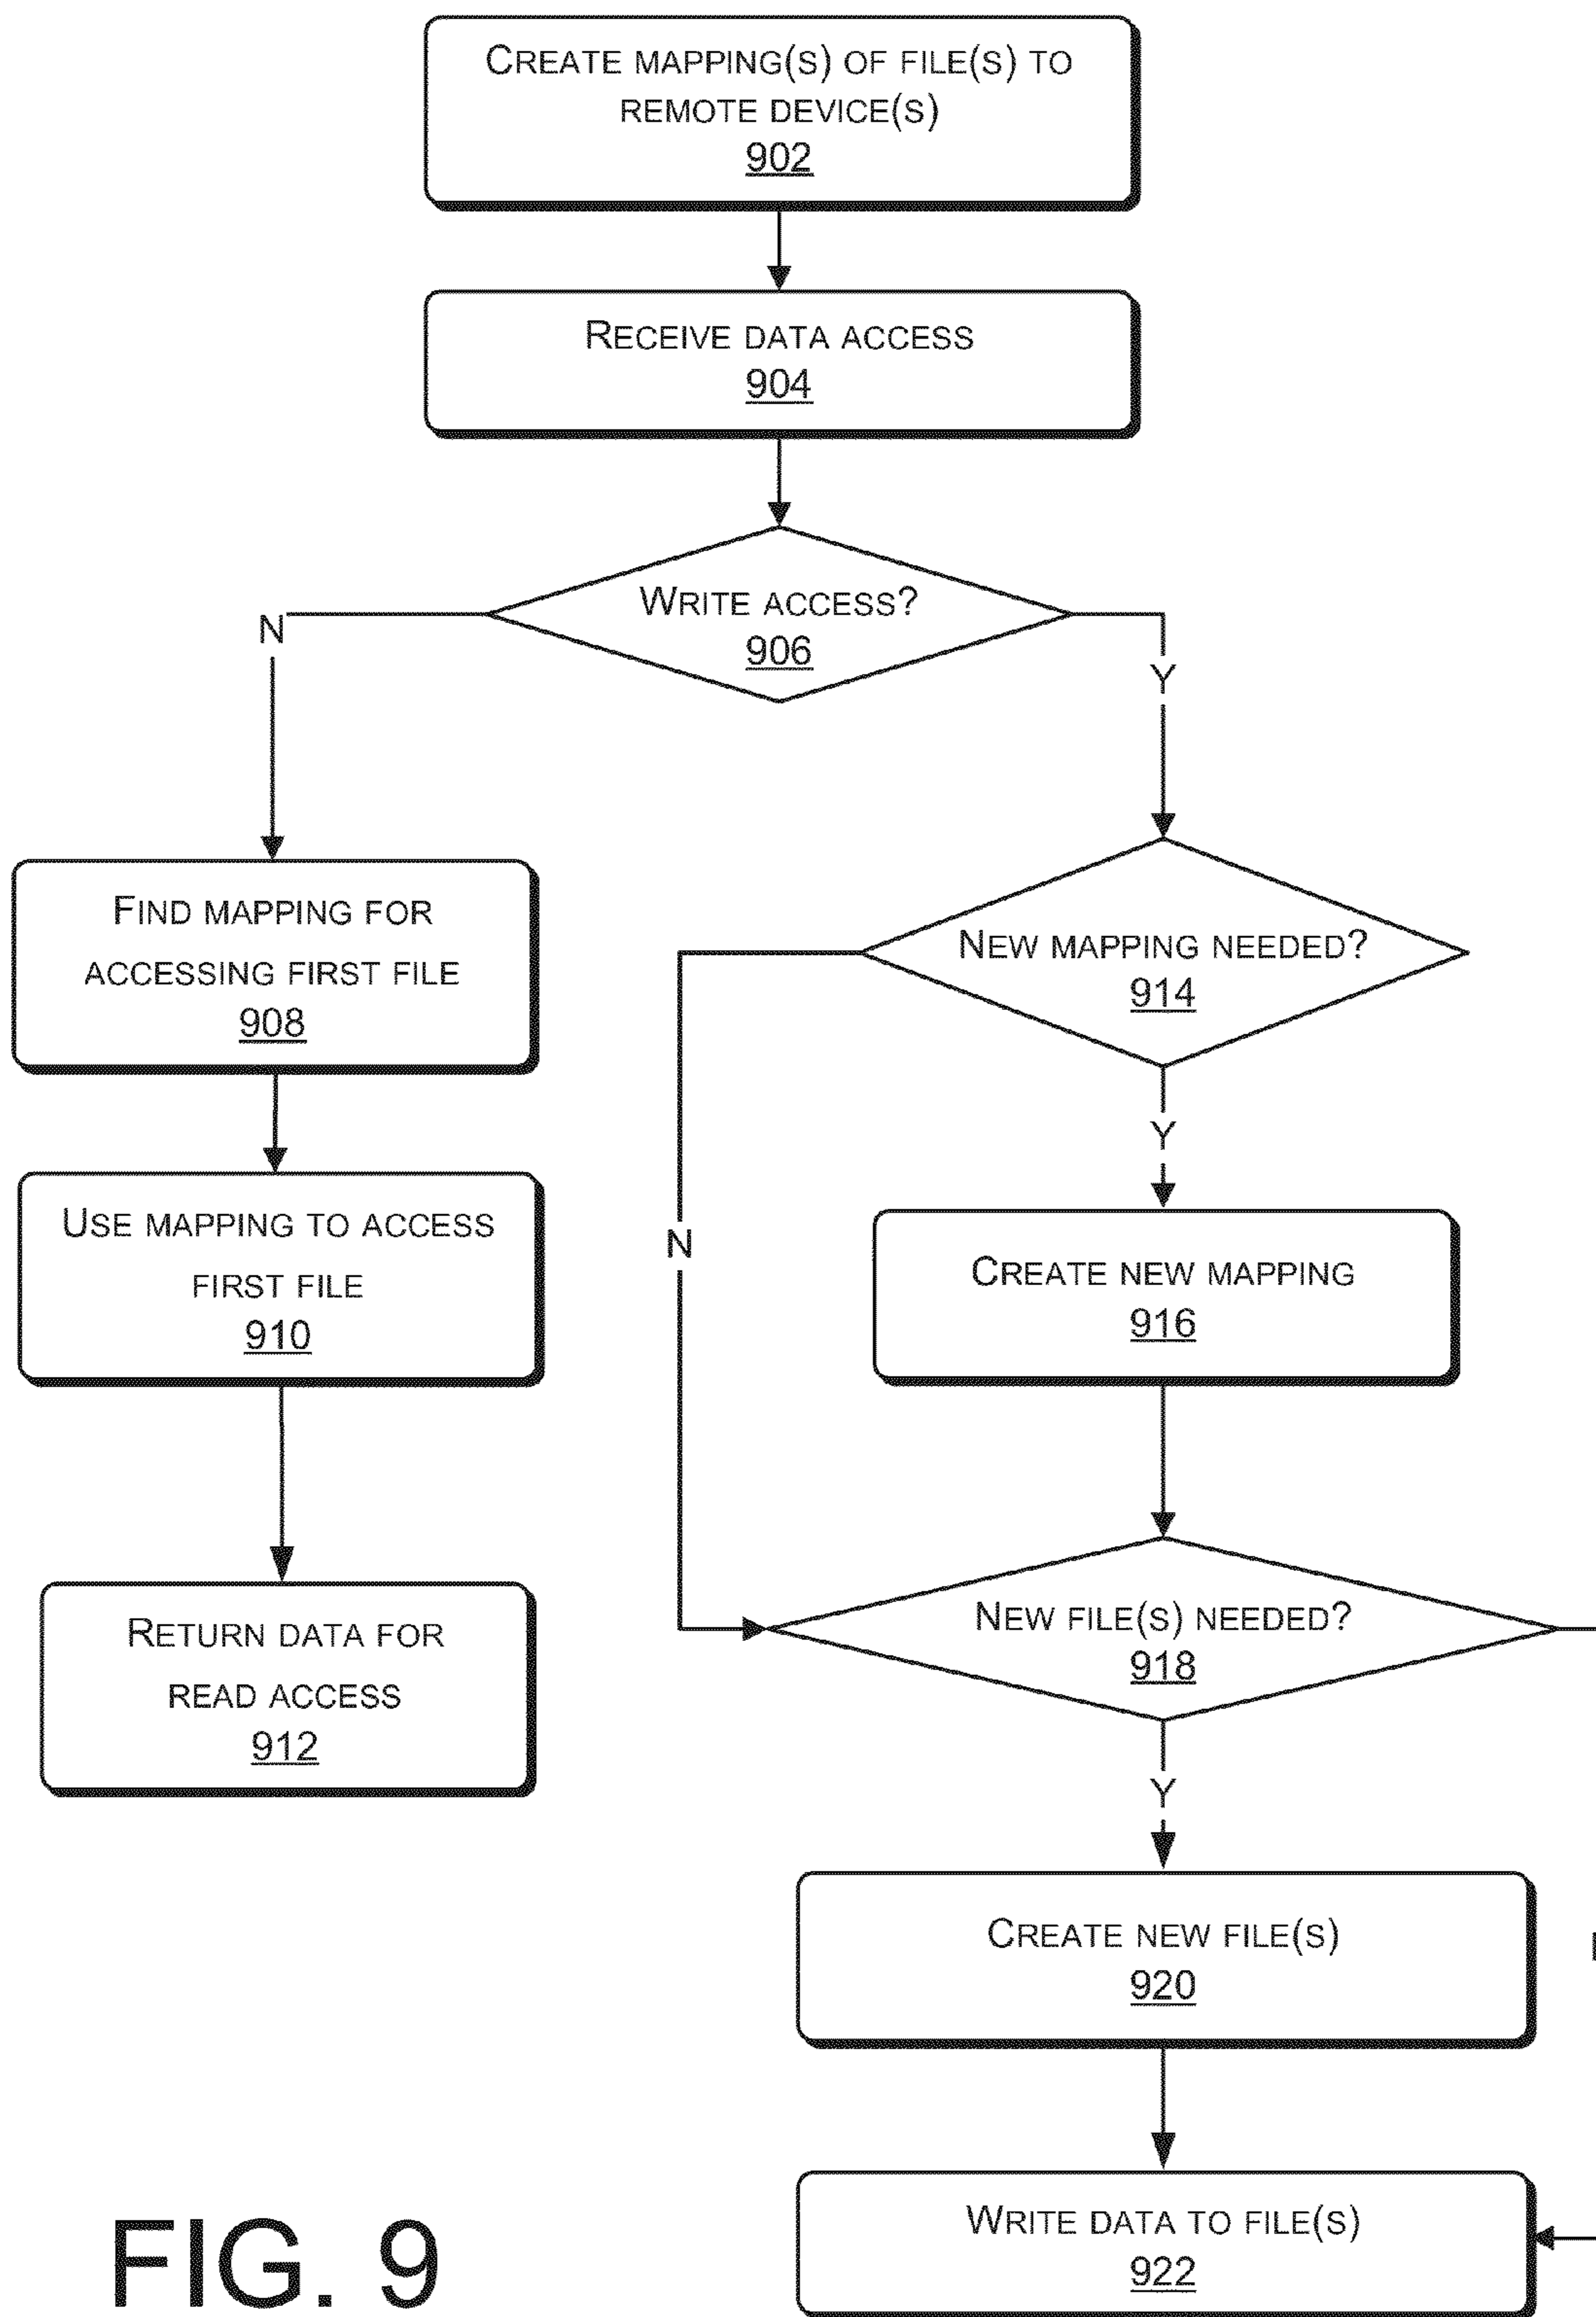 CREATE MAPPING(S) OF FILE(S) TO
REMOTE DEVICE(S)
902
RECEIVE DATA ACCESS
904
WRITE ACCESS?
906
N
Y
FIND MAPPING FOR
ACCESSING FIRST FILE
908
NEW MAPPING NEEDED?
914
Y
USE MAPPING TO ACCESS
FIRST FILE
910
N
CREATE NEW MAPPING
916
RETURN DATA FOR
READ ACCESS
912
NEW FILE(S) NEEDED?
918
Y
CREATE NEW FILE(S)
920
WRITE DATA TO FILE(S)
922
FIG. 9